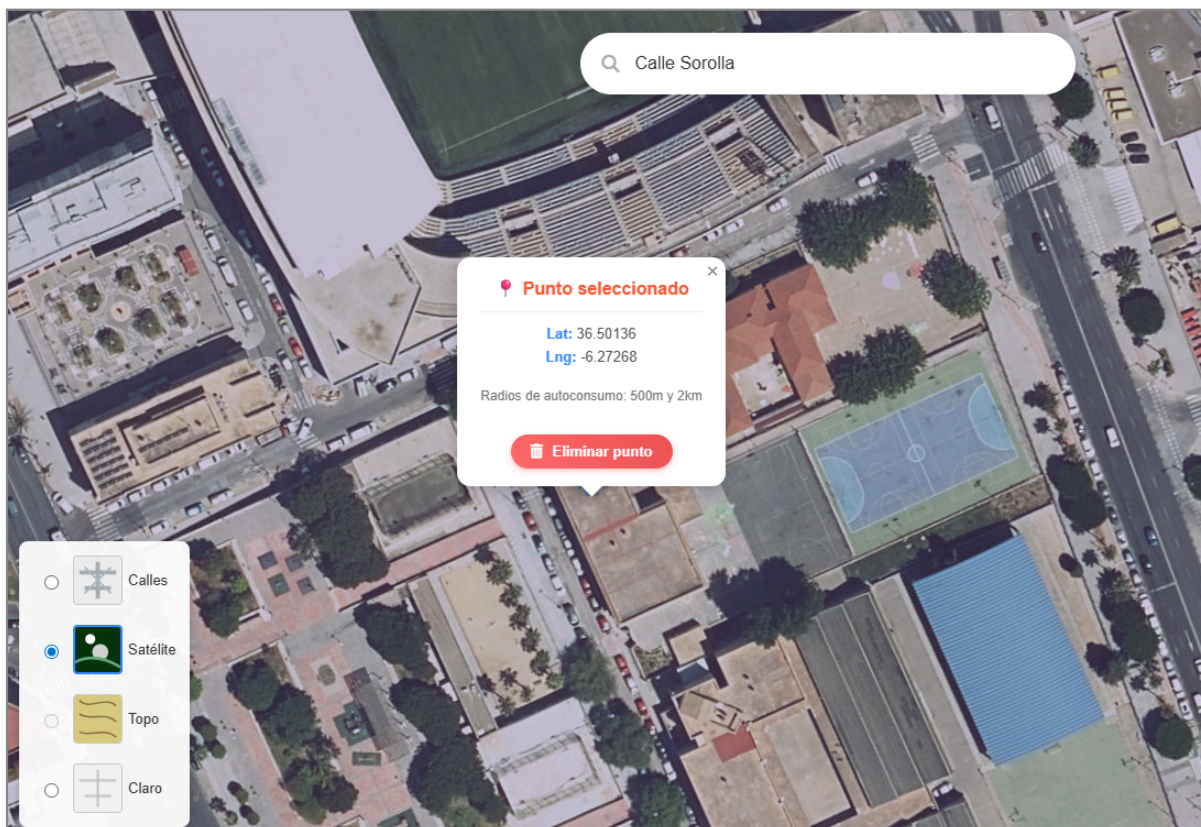 Calle Sorolla
Punto seleccionado
Lat: 36.50136
Lng: -6.27268
Radios de autoconsumo: 500m y 2km
Eliminar punto
Calles
Satélite
Topo
Claro